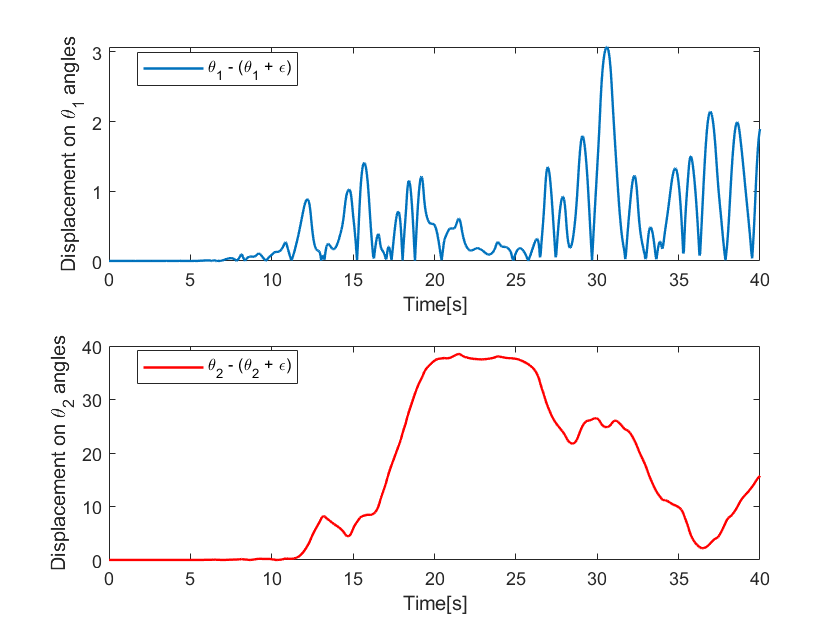 Displacement on θ1 angles
3
2
1
0
θ1 - (θ1 + ϵ)
0 5 10 15 20 25 30 35 40
Time[s]
Displacement on θ2 angles
40
30
20
10
0
θ2 - (θ2 + ϵ)
0 5 10 15 20 25 30 35 40
Time[s]